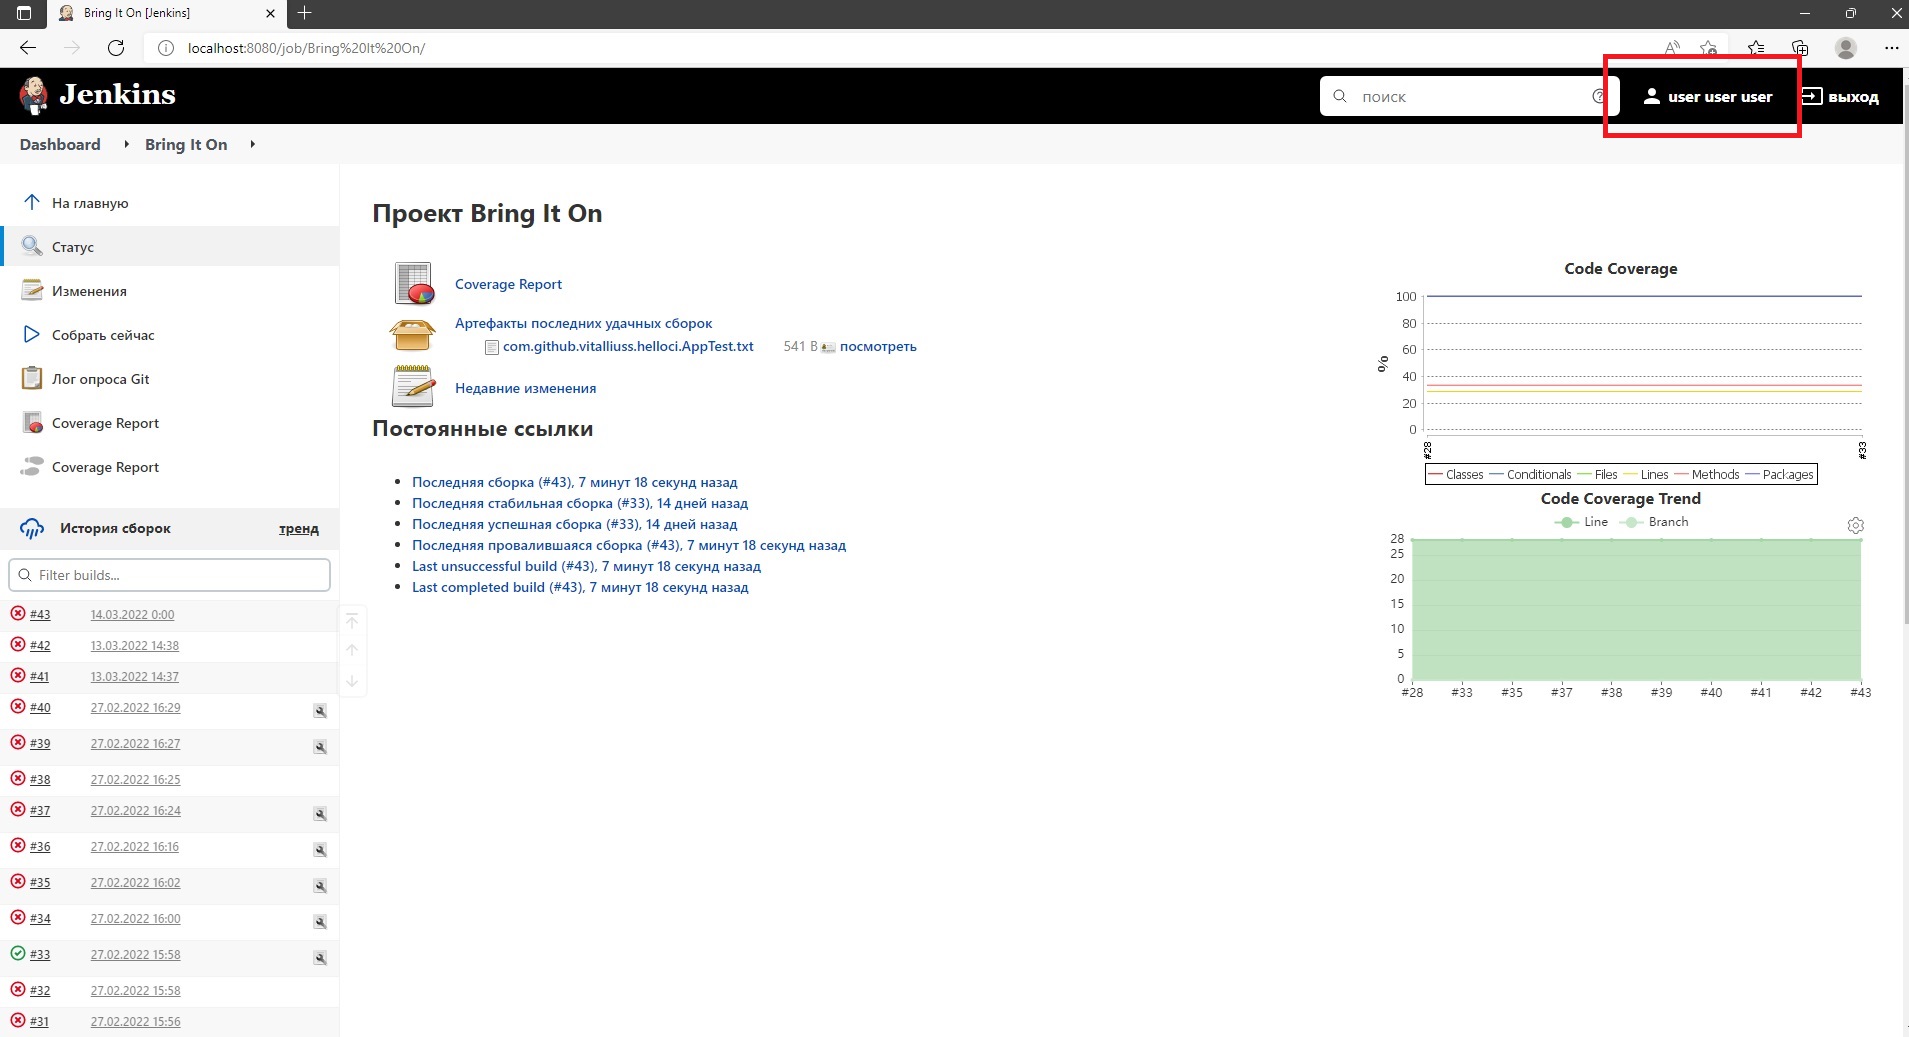 Bring It On [Jenkins]
localhost:8080/job/Bring%20It%20On/
Jenkins
поиск
user user user
выход
Dashboard
Bring It On
На главную
Статус
Изменения
Собрать сейчас
Лог опроса Git
Coverage Report
Coverage Report
История сборок
тренд
Filter builds...
#43 14.03.2022 0:00
#42 13.03.2022 14:38
#41 13.03.2022 14:37
#40 27.02.2022 16:29
#39 27.02.2022 16:27
#38 27.02.2022 16:25
#37 27.02.2022 16:24
#36 27.02.2022 16:16
#35 27.02.2022 16:02
#34 27.02.2022 16:00
#33 27.02.2022 15:58
#32 27.02.2022 15:58
#31 27.02.2022 15:56
Проект Bring It On
Coverage Report
Артефакты последних удачных сборок
com.github.vitalliuss.helloci.AppTest.txt 541 B посмотреть
Недавние изменения
Постоянные ссылки
Последняя сборка (#43), 7 минут 18 секунд назад
Последняя стабильная сборка (#33), 14 дней назад
Последняя успешная сборка (#33), 14 дней назад
Последняя провалившаяся сборка (#43), 7 минут 18 секунд назад
Last unsuccessful build (#43), 7 минут 18 секунд назад
Last completed build (#43), 7 минут 18 секунд назад
Code Coverage
100
80
60
40
20
0
%
#28 #33
Classes Conditionals Files Lines Methods Packages
Code Coverage Trend
Line Branch
28
25
20
15
10
5
0
#28 #33 #35 #37 #38 #39 #40 #41 #42 #43